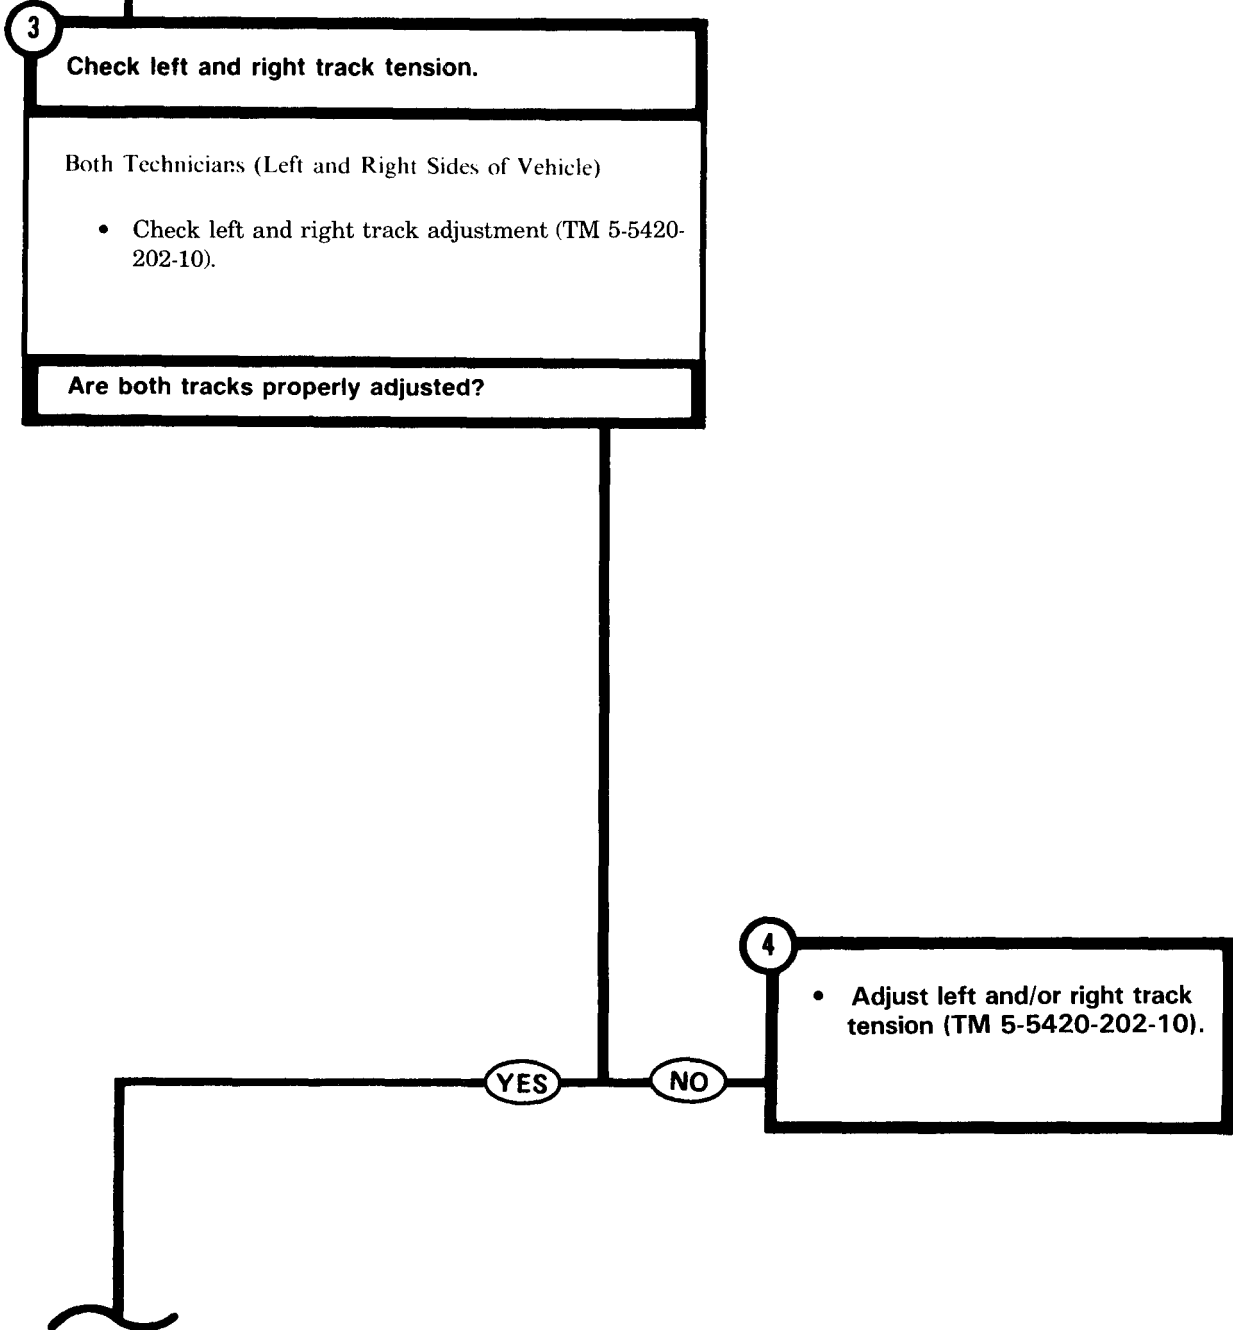 3
Check left and right track tension.
Both Technicians (Left and Right Sides of Vehicle)
• Check left and right track adjustment (TM 5-5420-
202-10).
Are both tracks properly adjusted?
4
• Adjust left and/or right track
tension (TM 5-5420-202-10).
YES
NO